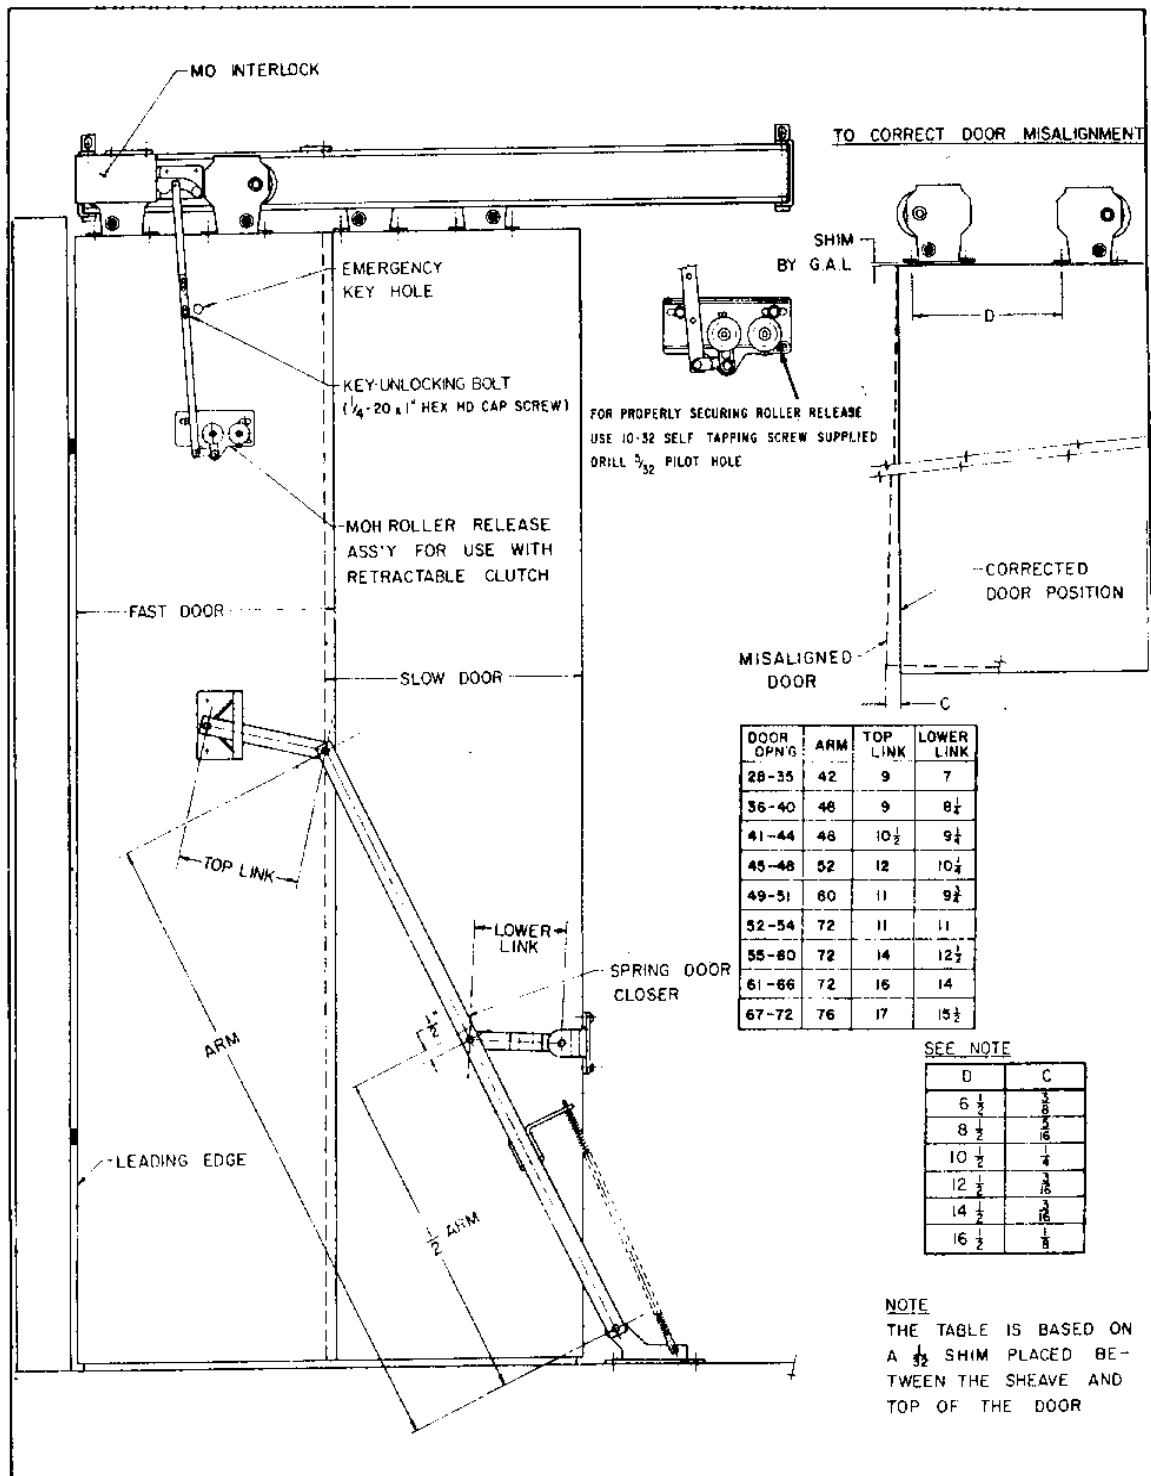 MO INTERLOCK
TO CORRECT DOOR MISALIGNMENT
SHIM
BY G.A.L
D
EMERGENCY
KEY HOLE
KEY-UNLOCKING BOLT
(1/4-20 x 1" HEX HD CAP SCREW)
FOR PROPERLY SECURING ROLLER RELEASE
USE 10-32 SELF TAPPING SCREW SUPPLIED
DRILL 5/32 PILOT HOLE
MOH ROLLER RELEASE
ASS'Y FOR USE WITH
RETRACTABLE CLUTCH
CORRECTED
DOOR POSITION
FAST DOOR
MISALIGNED
DOOR
SLOW DOOR
C
DOOR OPN'G ARM TOP LINK LOWER LINK
28-35 42 9 7
36-40 48 9 8 1/4
41-44 48 10 1/2 9 1/4
45-48 52 12 10 1/4
49-51 60 11 9 3/4
52-54 72 11 11
55-60 72 14 12 1/2
61-66 72 16 14
67-72 76 17 15 1/2
TOP LINK
LOWER
LINK
SPRING DOOR
CLOSER
1/2"
ARM
1/2 ARM
LEADING EDGE
SEE NOTE
D C
6 1/2 3/8
8 1/2 5/16
10 1/2 1/4
12 1/2 3/16
14 1/2 3/16
16 1/2 1/8
NOTE
THE TABLE IS BASED ON
A 1/32 SHIM PLACED BE-
TWEEN THE SHEAVE AND
TOP OF THE DOOR